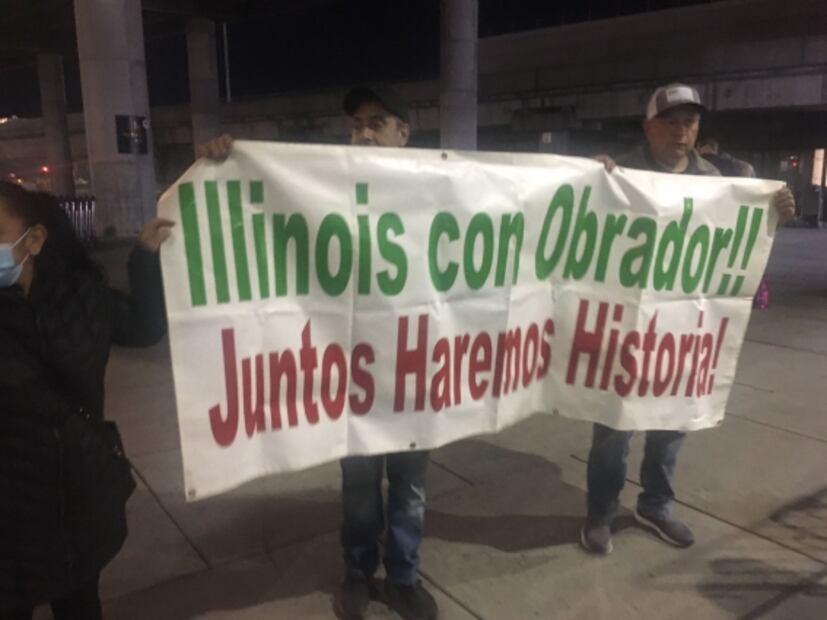 Illinois con Obrador!!
Juntos Haremos Historia!